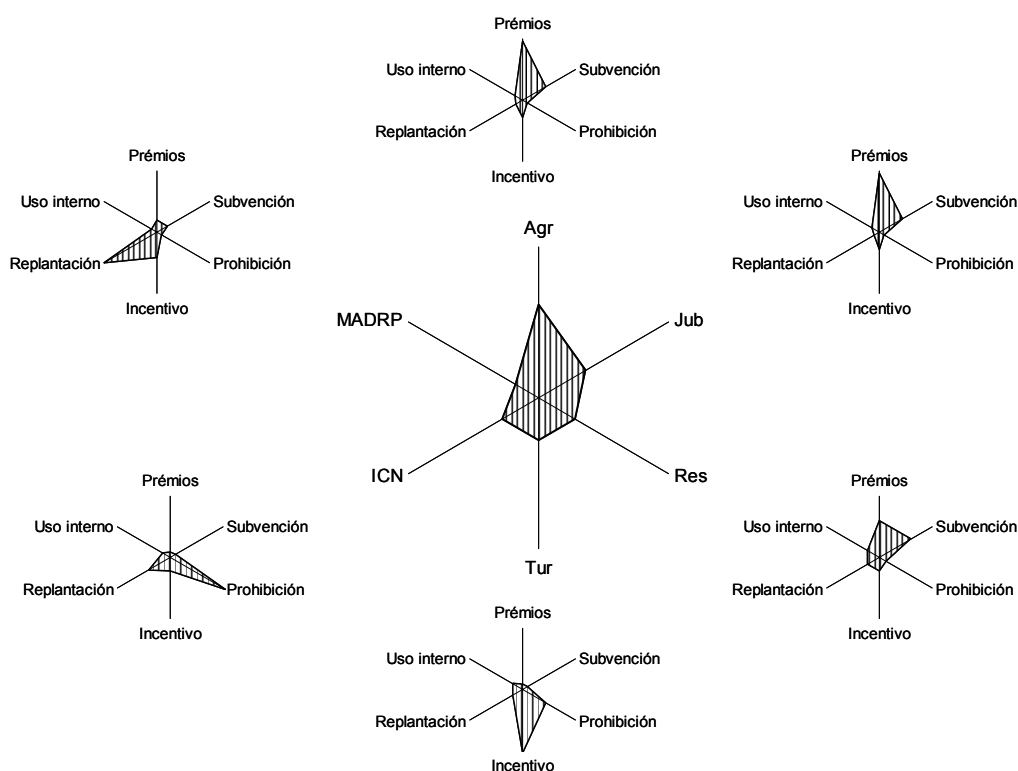 Prémios
Uso interno
Subvención
Replantación
Prohibición
Incentivo
Prémios
Uso interno
Subvención
Replantación
Prohibición
Incentivo
Prémios
Uso interno
Subvención
Replantación
Prohibición
Incentivo
Agr
MADRP
Jub
ICN
Res
Tur
Prémios
Uso interno
Subvención
Replantación
Prohibición
Incentivo
Prémios
Uso interno
Subvención
Replantación
Prohibición
Incentivo
Prémios
Uso interno
Subvención
Replantación
Prohibición
Incentivo